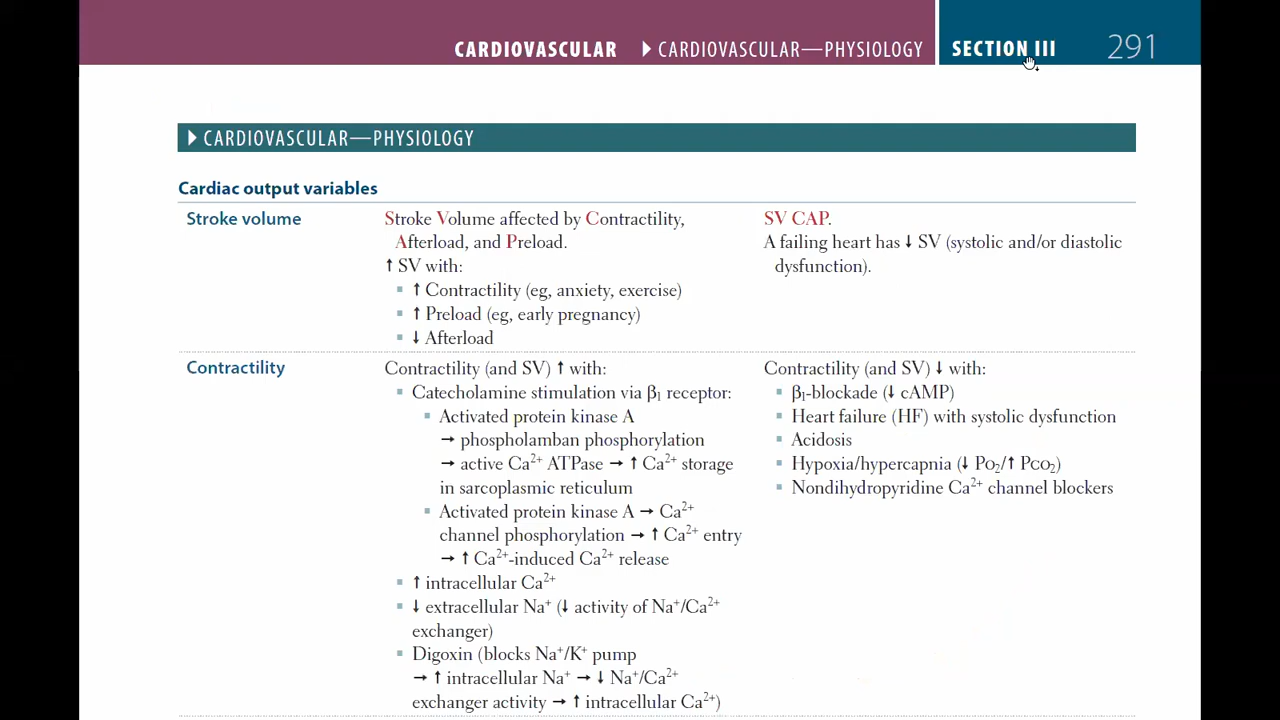 CARDIOVASCULAR ▶ CARDIOVASCULAR—PHYSIOLOGY SECTION III 291
▶ CARDIOVASCULAR—PHYSIOLOGY
Cardiac output variables
Stroke volume
Stroke Volume affected by Contractility,
Afterload, and Preload.
↑ SV with:
▪ ↑ Contractility (eg, anxiety, exercise)
▪ ↑ Preload (eg, early pregnancy)
▪ ↓ Afterload
SV CAP.
A failing heart has ↓ SV (systolic and/or diastolic
dysfunction).
Contractility
Contractility (and SV) ↑ with:
▪ Catecholamine stimulation via β₁ receptor:
▪ Activated protein kinase A
→ phospholamban phosphorylation
→ active Ca²⁺ ATPase → ↑ Ca²⁺ storage
in sarcoplasmic reticulum
▪ Activated protein kinase A → Ca²⁺
channel phosphorylation → ↑ Ca²⁺ entry
→ ↑ Ca²⁺-induced Ca²⁺ release
▪ ↑ intracellular Ca²⁺
▪ ↓ extracellular Na⁺ (↓ activity of Na⁺/Ca²⁺
exchanger)
▪ Digoxin (blocks Na⁺/K⁺ pump
→ ↑ intracellular Na⁺ → ↓ Na⁺/Ca²⁺
exchanger activity → ↑ intracellular Ca²⁺)
Contractility (and SV) ↓ with:
▪ β₁-blockade (↓ cAMP)
▪ Heart failure (HF) with systolic dysfunction
▪ Acidosis
▪ Hypoxia/hypercapnia (↓ PO₂/↑ PCO₂)
▪ Nondihydropyridine Ca²⁺ channel blockers